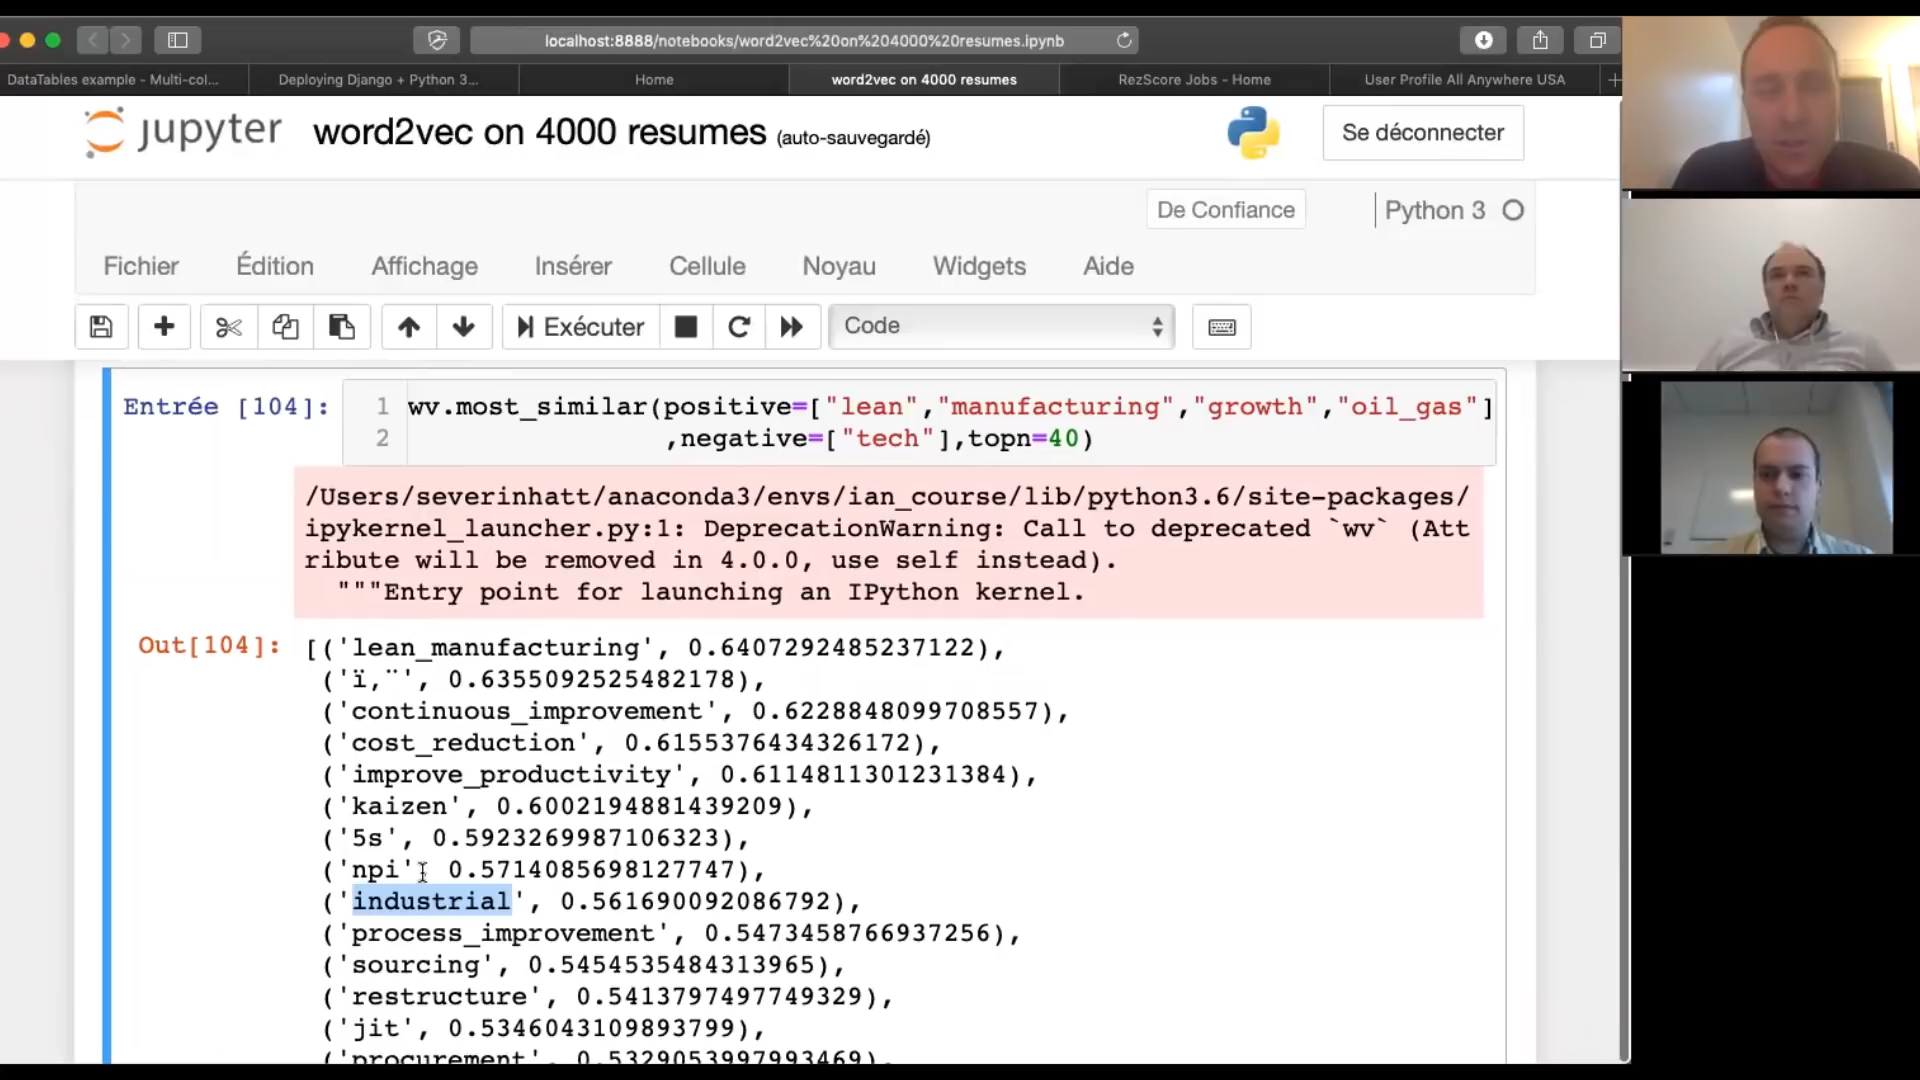 localhost:8888/notebooks/word2vec%20on%204000%20resumes.ipynb
DataTables example - Multi-col... Deploying Django + Python 3... Home word2vec on 4000 resumes RezScore Jobs - Home User Profile All Anywhere USA +
jupyter word2vec on 4000 resumes (auto-sauvegardé) Se déconnecter
De Confiance Python 3
Fichier Édition Affichage Insérer Cellule Noyau Widgets Aide
Exécuter Code
Entrée [104]: 1 wv.most_similar(positive=["lean","manufacturing","growth","oil_gas"]
2 ,negative=["tech"],topn=40)
/Users/severinhatt/anaconda3/envs/ian_course/lib/python3.6/site-packages/
ipykernel_launcher.py:1: DeprecationWarning: Call to deprecated `wv` (Att
ribute will be removed in 4.0.0, use self instead).
"""Entry point for launching an IPython kernel.
Out[104]: [('lean_manufacturing', 0.6407292485237122),
('ï‚¨', 0.6355092525482178),
('continuous_improvement', 0.6228848099708557),
('cost_reduction', 0.6155376434326172),
('improve_productivity', 0.6114811301231384),
('kaizen', 0.6002194881439209),
('5s', 0.5923269987106323),
('npi', 0.5714085698127747),
('industrial', 0.561690092086792),
('process_improvement', 0.5473458766937256),
('sourcing', 0.5454535484313965),
('restructure', 0.5413797497749329),
('jit', 0.5346043109893799),
('procurement', 0.5329053997993469),